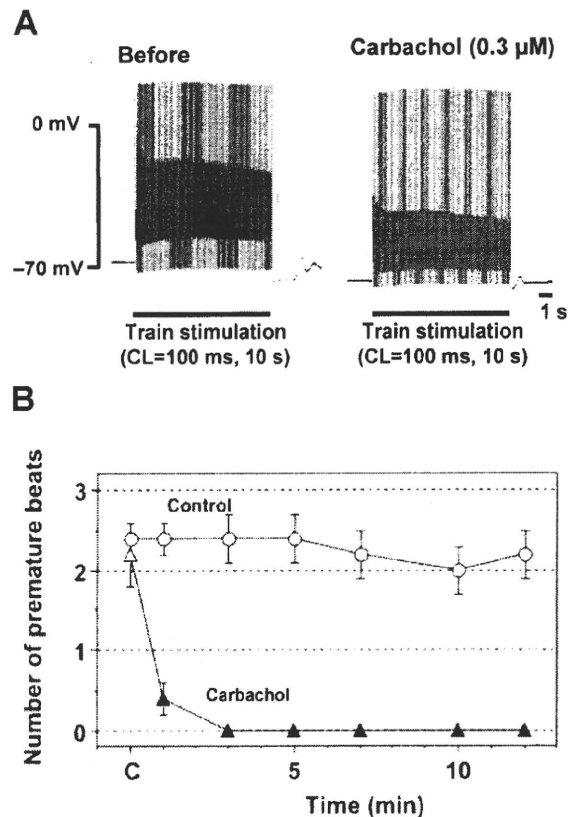 A
Before
Carbachol (0.3 µM)
0 mV
−70 mV
1 s
Train stimulation
(CL=100 ms, 10 s)
Train stimulation
(CL=100 ms, 10 s)
B
Number of premature beats
3
2
1
0
Control
Carbachol
C
5
10
Time (min)